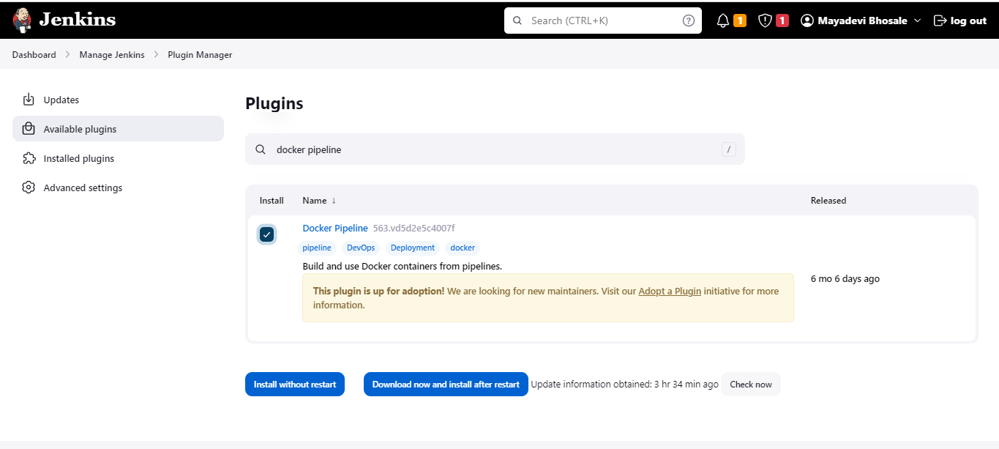 Jenkins
Search (CTRL+K)
?
1
1
Mayadevi Bhosale
log out
Dashboard
Manage Jenkins
Plugin Manager
Updates
Available plugins
Installed plugins
Advanced settings
Plugins
docker pipeline
/
Install
Name ↓
Released
Docker Pipeline 563.vd5d2e5c4007f
pipeline
DevOps
Deployment
docker
Build and use Docker containers from pipelines.
This plugin is up for adoption! We are looking for new maintainers. Visit our Adopt a Plugin initiative for more
information.
6 mo 6 days ago
Install without restart
Download now and install after restart
Update information obtained: 3 hr 34 min ago
Check now